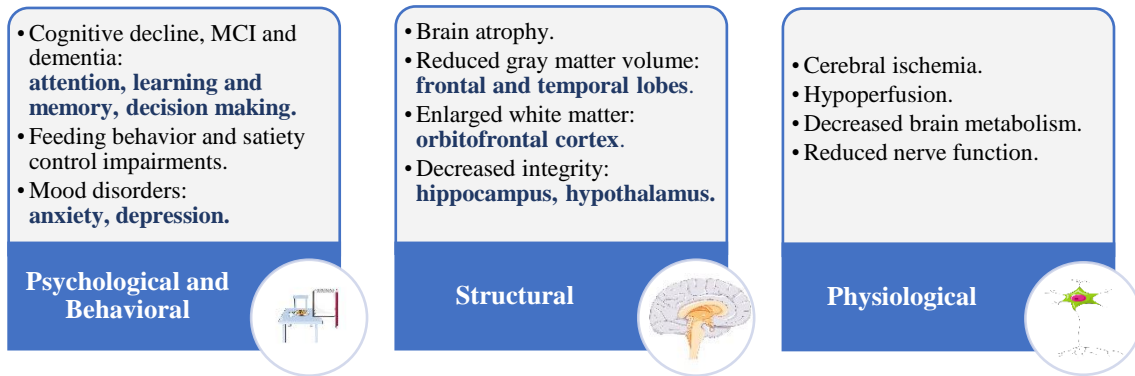 • Cognitive decline, MCI and
dementia:
attention, learning and
memory, decision making.
• Feeding behavior and satiety
control impairments.
• Mood disorders:
anxiety, depression.
Psychological and
Behavioral
• Brain atrophy.
• Reduced gray matter volume:
frontal and temporal lobes.
• Enlarged white matter:
orbitofrontal cortex.
• Decreased integrity:
hippocampus, hypothalamus.
Structural
• Cerebral ischemia.
• Hypoperfusion.
• Decreased brain metabolism.
• Reduced nerve function.
Physiological